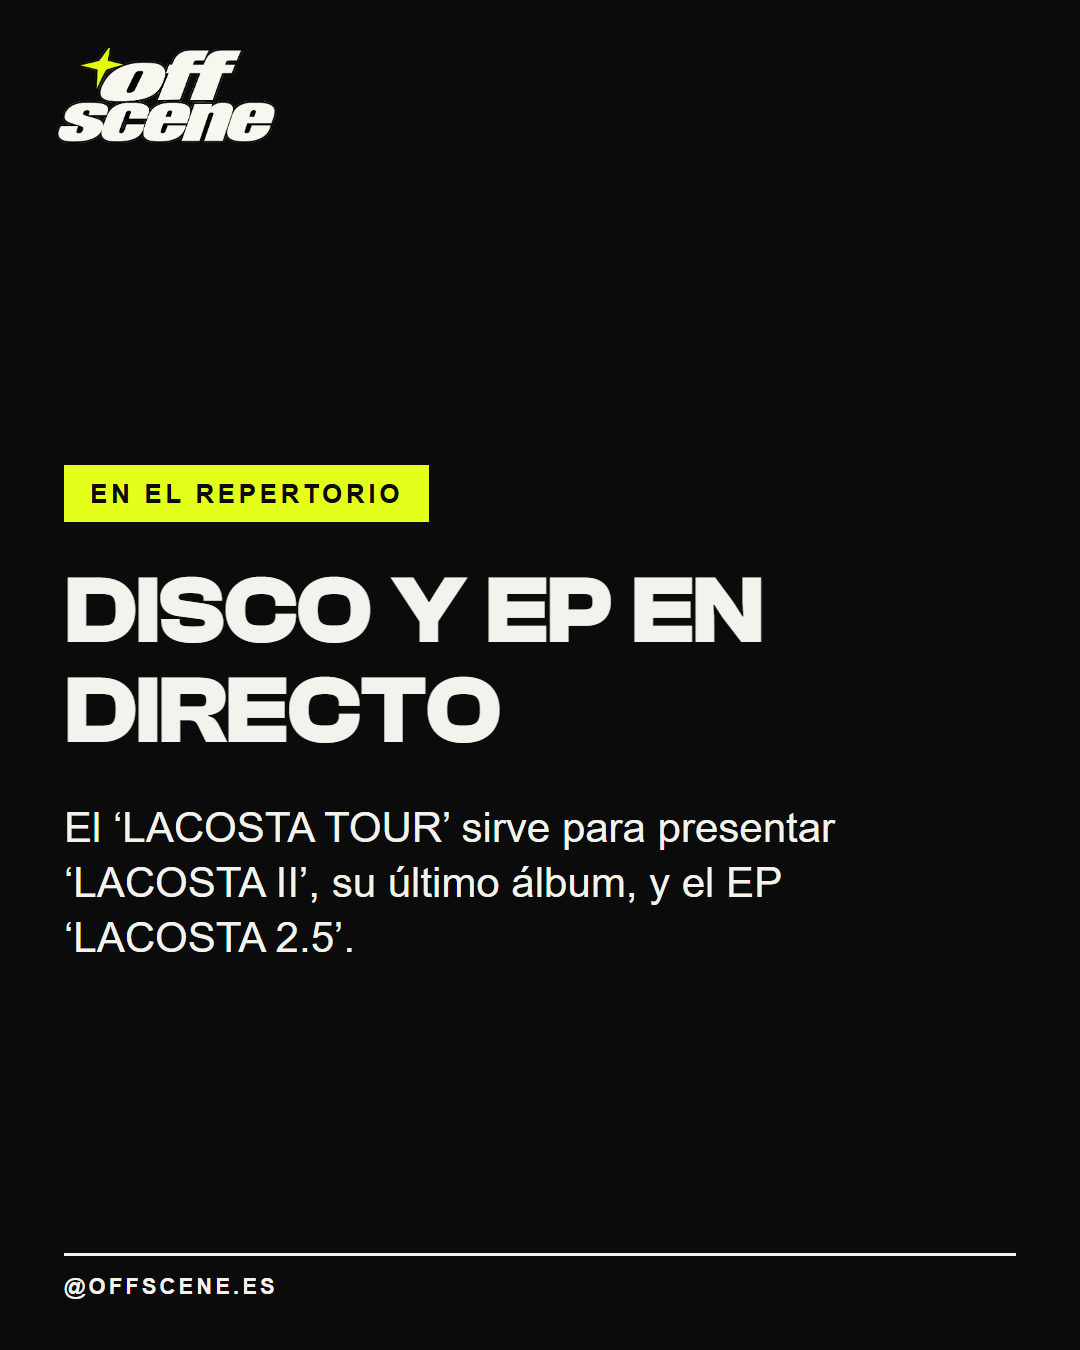 off
scene
EN EL REPERTORIO
DISCO Y EP EN
DIRECTO
El ‘LACOSTA TOUR’ sirve para presentar
‘LACOSTA II’, su último álbum, y el EP
‘LACOSTA 2.5’.
@OFFSCENE.ES